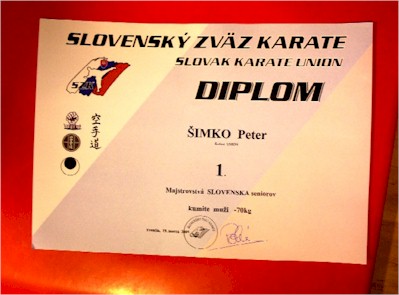 SLOVENSKÝ ZVÄZ KARATE
SLOVAK KARATE UNION
DIPLOM
空手道
ŠIMKO Peter
1.
Majstrovstvá SLOVENSKA seniorov
kumite muži -70kg